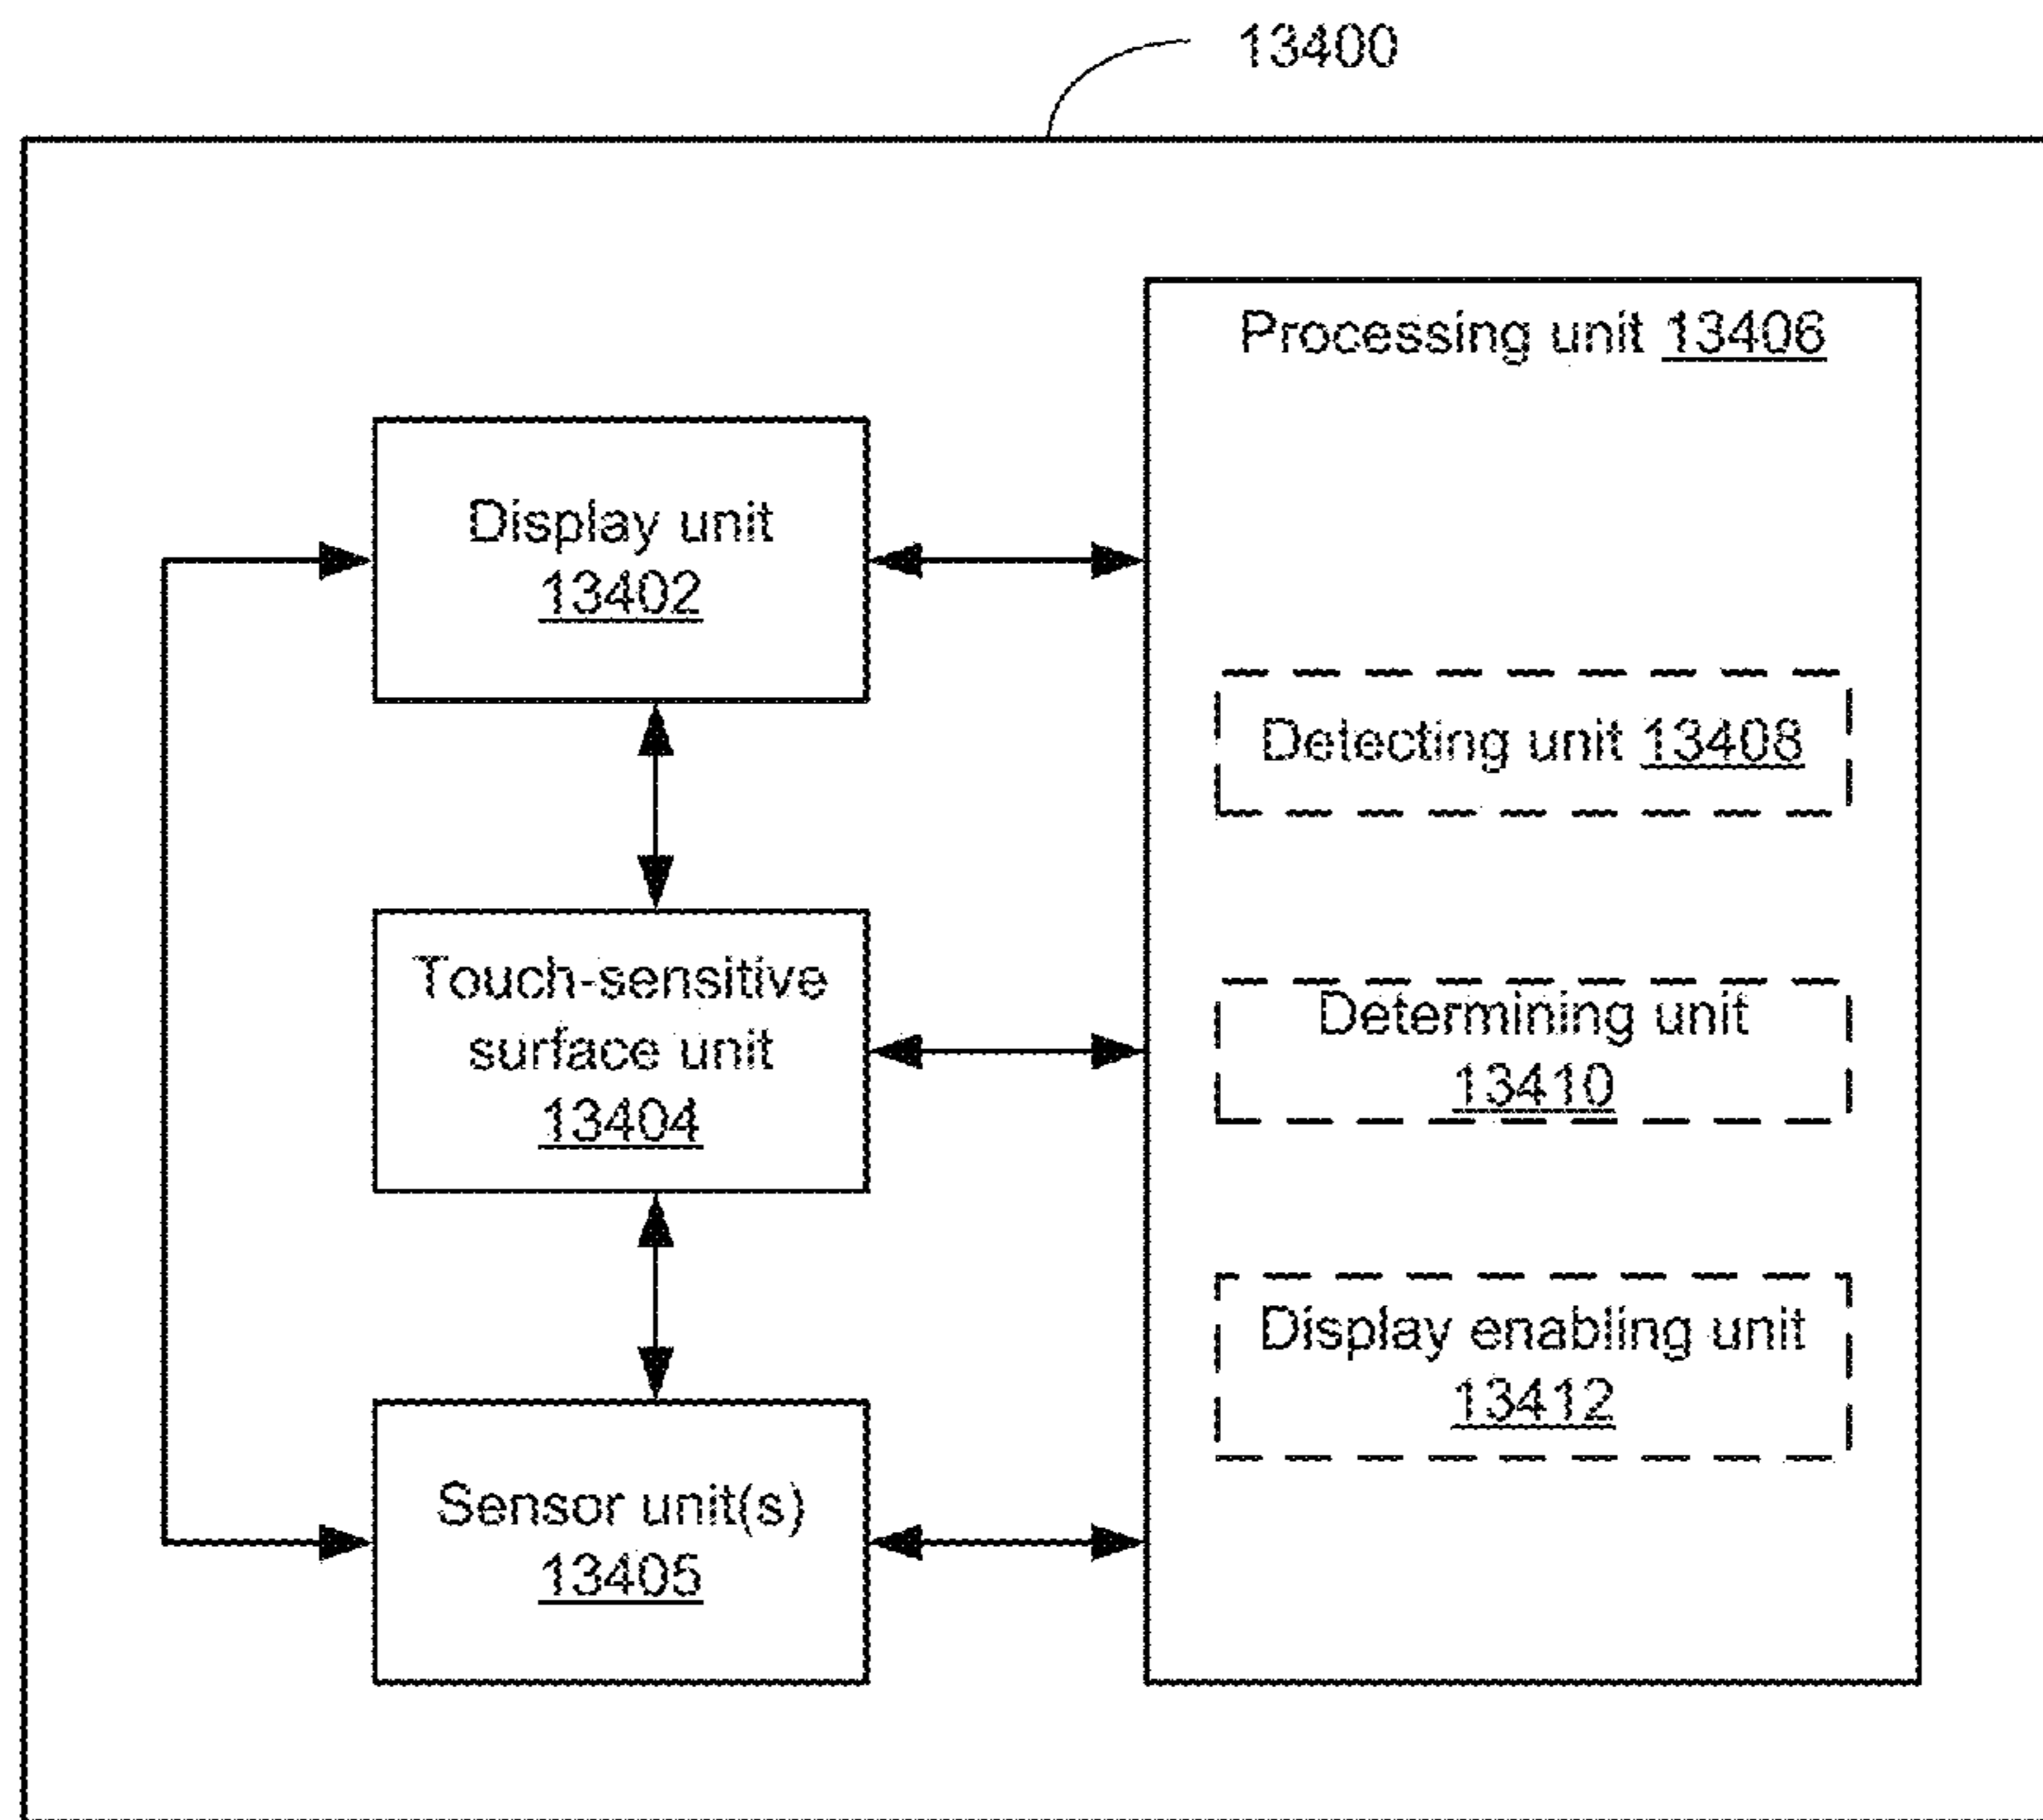 13400
Processing unit 13406
Display unit
13402
Detecting unit 13408
Touch-sensitive
surface unit
13404
Determining unit
13410
Display enabling unit
13412
Sensor unit(s)
13405